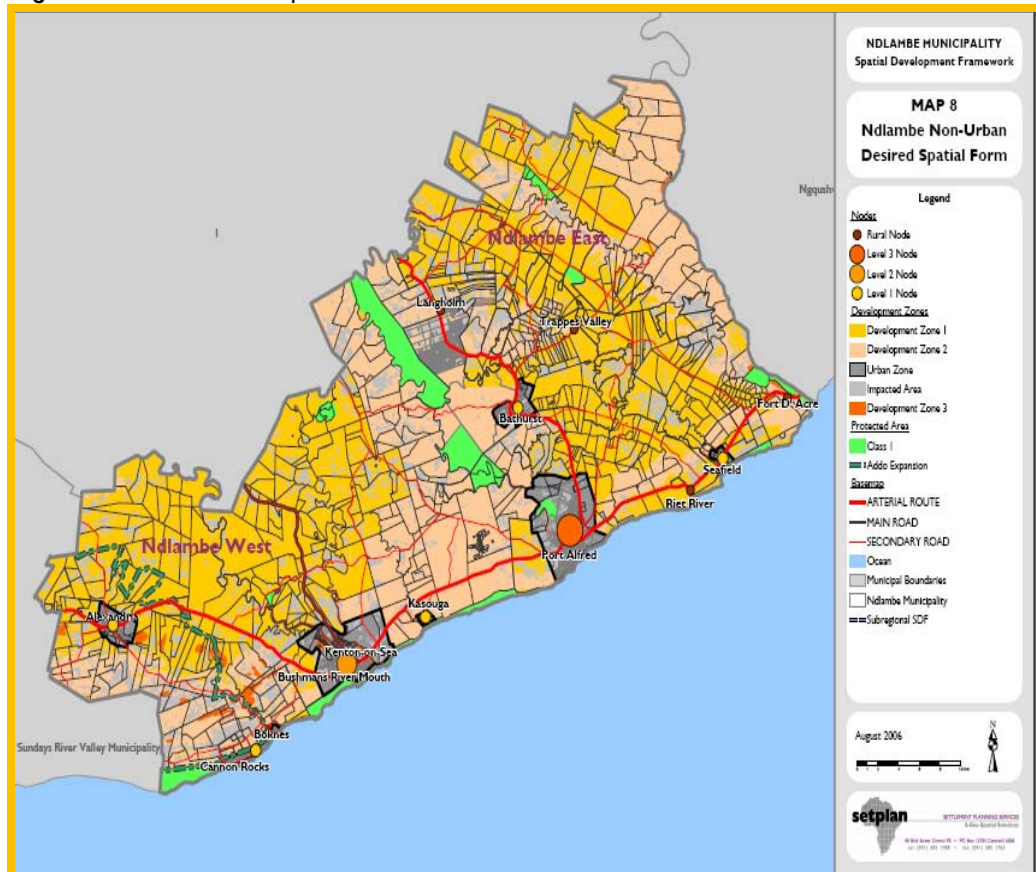 NDLAMBE MUNICIPALITY
Spatial Development Framework
MAP 8
Ndlambe Non-Urban
Desired Spatial Form
Legend
Nodes
Rural Node
Level 3 Node
Level 2 Node
Level 1 Node
Development Zones
Development Zone 1
Development Zone 2
Urban Zone
Impacted Area
Development Zone 3
Protected Area
Class 1
Addo Expansion
Basemap
ARTERIAL ROUTE
MAIN ROAD
SECONDARY ROAD
Ocean
Municipal Boundaries
Ndlambe Municipality
Subregional SDF
August 2006
N
setplan
SETTLEMENT PLANNING SERVICES
Ngqushw
Ndlambe East
Langholm
Trappes Valley
Fort D'Acre
Bathurst
Seafield
Riet River
Port Alfred
Ndlambe West
Kasouga
Alexandria
Kenton-on-Sea
Bushmans River Mouth
Boknes
Sundays River Valley Municipality
Cannon Rocks